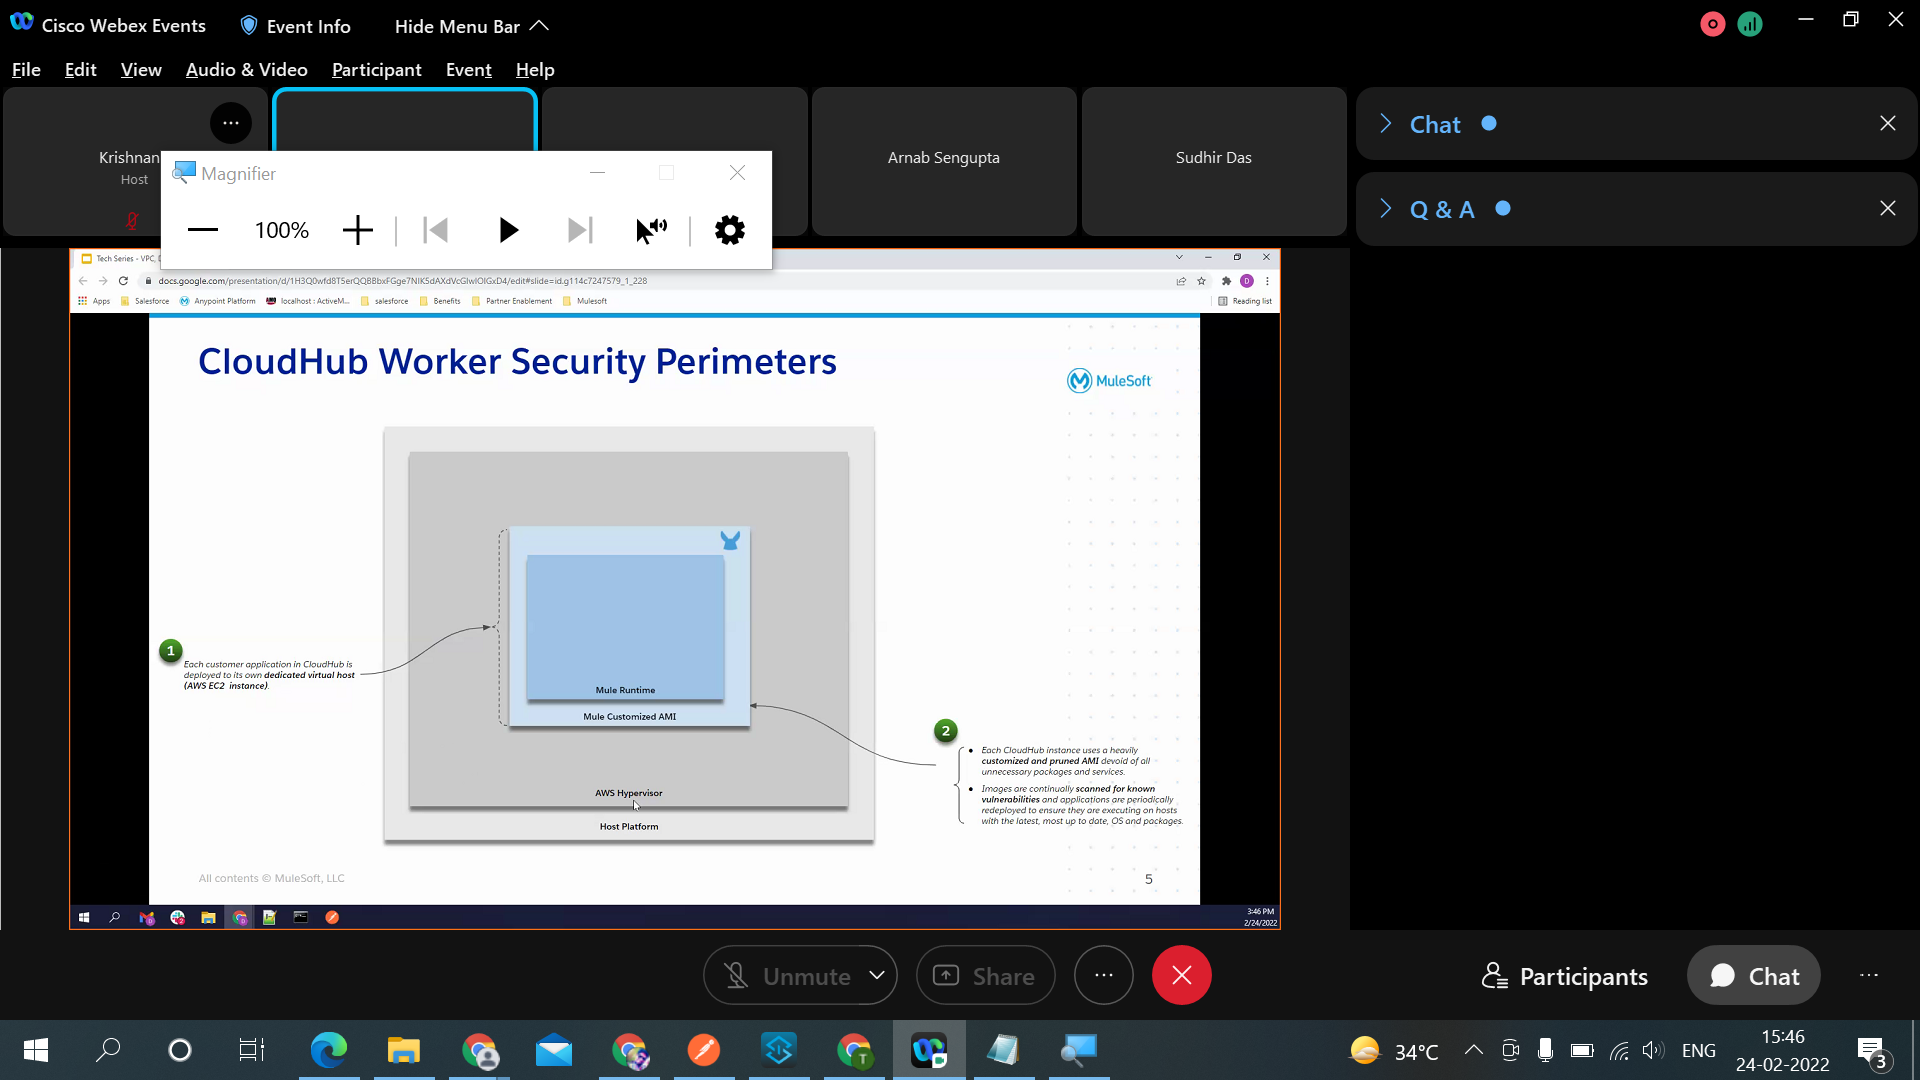 Cisco Webex Events
Event Info
Hide Menu Bar
File Edit View Audio & Video Participant Event Help
Krishnan
Host
Arnab Sengupta
Sudhir Das
Chat
Q & A
Magnifier
100%
Tech Series - VPC,
docs.google.com/presentation/d/
Apps Salesforce Anypoint Platform localhost : ActiveM... salesforce Benefits Partner Enablement Mulesoft Reading list
CloudHub Worker Security Perimeters
MuleSoft
Mule Runtime
Mule Customized AMI
AWS Hypervisor
Host Platform
1
Each customer application in CloudHub is
deployed to its own dedicated virtual host
(AWS EC2 instance).
2
Each CloudHub instance uses a heavily
customized and pruned AMI devoid of all
unnecessary packages and services.
Images are continually scanned for known
vulnerabilities and applications are periodically
redeployed to ensure they are executing on hosts
with the latest, most up to date, OS and packages.
All contents © MuleSoft, LLC
5
3:46 PM
2/24/2022
Unmute
Share
Participants
Chat
34°C
ENG
15:46
24-02-2022
3